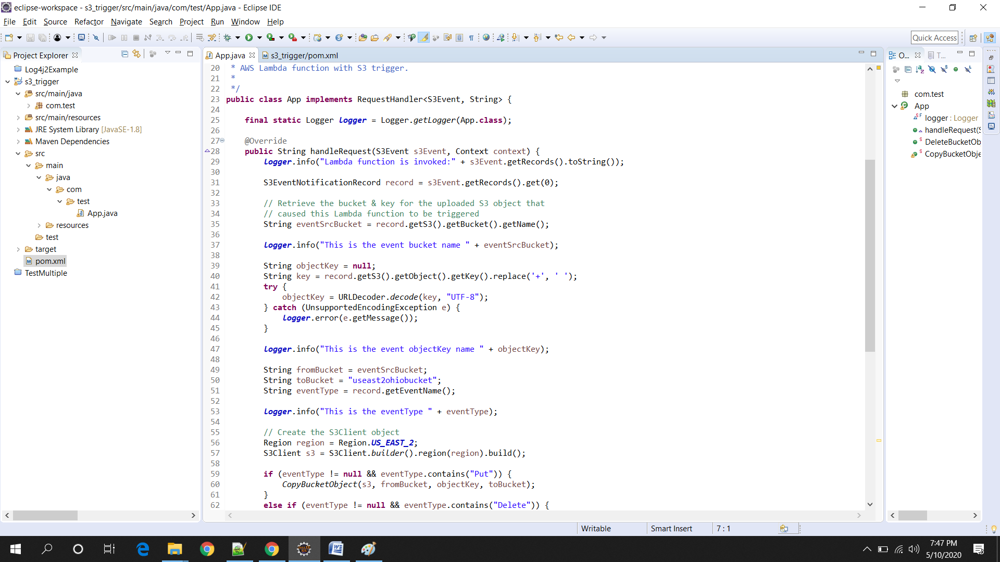 eclipse-workspace - s3_trigger/src/main/java/com/test/App.java - Eclipse IDE
File Edit Source Refactor Navigate Search Project Run Window Help
Quick Access
Project Explorer
Log4j2Example
s3_trigger
src/main/java
com.test
src/main/resources
JRE System Library [JavaSE-1.8]
Maven Dependencies
src
main
java
com
test
App.java
resources
test
target
pom.xml
TestMultiple
App.java s3_trigger/pom.xml
20 * AWS Lambda function with S3 trigger.
21 *
22 */
23 public class App implements RequestHandler<S3Event, String> {
24
25 final static Logger logger = Logger.getLogger(App.class);
26
27 @Override
28 public String handleRequest(S3Event s3Event, Context context) {
29 logger.info("Lambda function is invoked:" + s3Event.getRecords().toString());
30
31 S3EventNotificationRecord record = s3Event.getRecords().get(0);
32
33 // Retrieve the bucket & key for the uploaded S3 object that
34 // caused this Lambda function to be triggered
35 String eventSrcBucket = record.getS3().getBucket().getName();
36
37 logger.info("This is the event bucket name " + eventSrcBucket);
38
39 String objectKey = null;
40 String key = record.getS3().getObject().getKey().replace('+', ' ');
41 try {
42 objectKey = URLDecoder.decode(key, "UTF-8");
43 } catch (UnsupportedEncodingException e) {
44 logger.error(e.getMessage());
45 }
46
47 logger.info("This is the event objectKey name " + objectKey);
48
49 String fromBucket = eventSrcBucket;
50 String toBucket = "useast2ohiobucket";
51 String eventType = record.getEventName();
52
53 logger.info("This is the eventType " + eventType);
54
55 // Create the S3Client object
56 Region region = Region.US_EAST_2;
57 S3Client s3 = S3Client.builder().region(region).build();
58
59 if (eventType != null && eventType.contains("Put")) {
60 CopyBucketObject(s3, fromBucket, objectKey, toBucket);
61 }
62 else if (eventType != null && eventType.contains("Delete")) {
O... T...
com.test
App
logger : Logger
handleRequest(S
DeleteBucketOb
CopyBucketObje
Writable Smart Insert 7 : 1
7:47 PM
5/10/2020